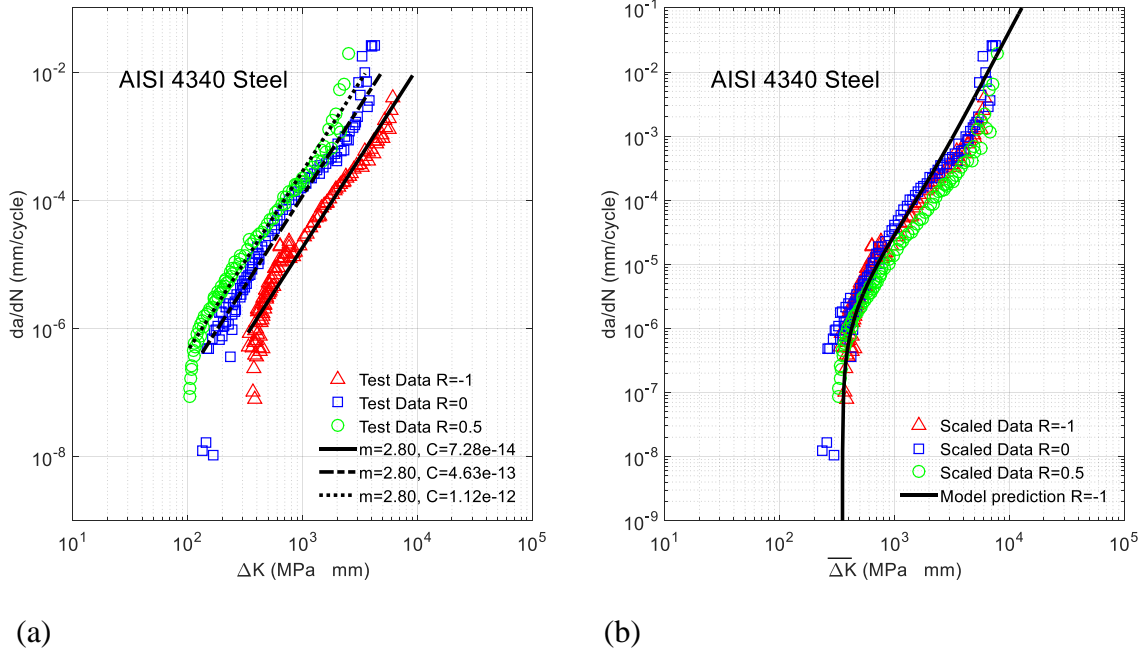 AISI 4340 Steel
da/dN (mm/cycle)
10^-2
10^-4
10^-6
10^-8
Test Data R=-1
Test Data R=0
Test Data R=0.5
m=2.80, C=7.28e-14
m=2.80, C=4.63e-13
m=2.80, C=1.12e-12
10^1 10^2 10^3 10^4 10^5
ΔK (MPa mm)
(a)
AISI 4340 Steel
da/dN (mm/cycle)
10^-1
10^-2
10^-3
10^-4
10^-5
10^-6
10^-7
10^-8
10^-9
Scaled Data R=-1
Scaled Data R=0
Scaled Data R=0.5
Model prediction R=-1
10^1 10^2 10^3 10^4 10^5
Δ̅K̅ (MPa mm)
(b)